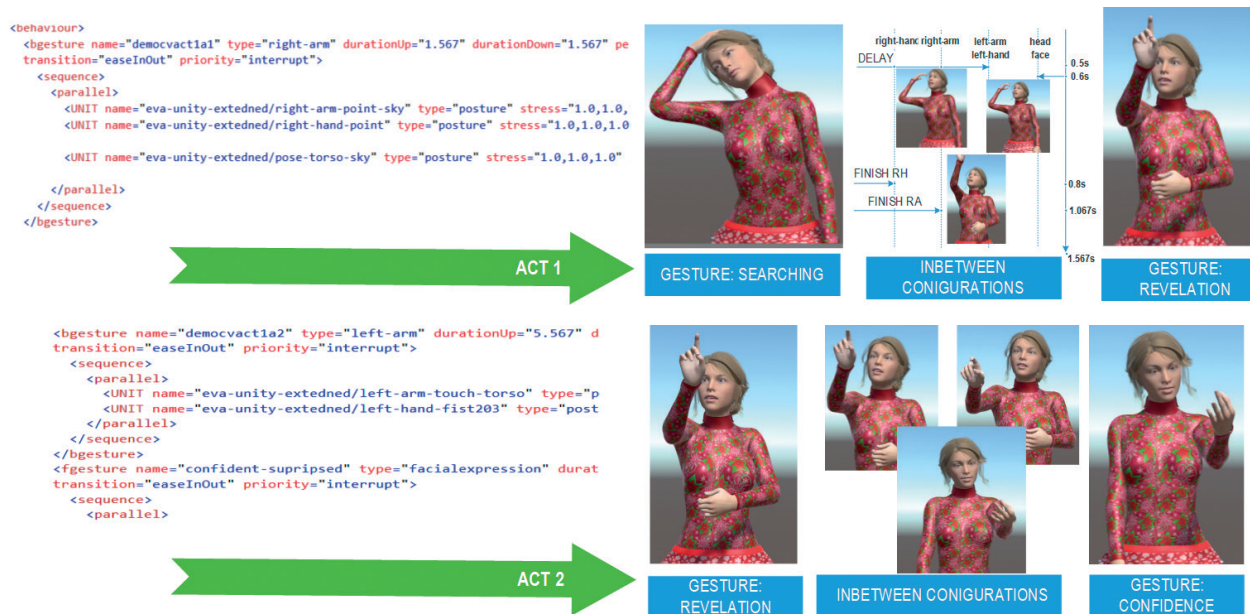 <behaviour>
<bgesture name="democvact1a1" type="right-arm" durationUp="1.567" durationDown="1.567" pe
transition="easeInOut" priority="interrupt">
<sequence>
<parallel>
<UNIT name="eva-unity-extedned/right-arm-point-sky" type="posture" stress="1.0,1.0,
<UNIT name="eva-unity-extedned/right-hand-point" type="posture" stress="1.0,1.0,1.0
<UNIT name="eva-unity-extedned/pose-torso-sky" type="posture" stress="1.0,1.0,1.0"
</parallel>
</sequence>
</bgesture>
ACT 1
GESTURE: SEARCHING
right-hand right-arm left-arm head
left-hand face
DELAY
0.5s
0.6s
FINISH RH
0.8s
FINISH RA
1.067s
1.567s
INBETWEEN
CONIGURATIONS
GESTURE:
REVELATION
<bgesture name="democvact1a2" type="left-arm" durationUp="5.567" d
transition="easeInOut" priority="interrupt">
<sequence>
<parallel>
<UNIT name="eva-unity-extedned/left-arm-touch-torso" type="p
<UNIT name="eva-unity-extedned/left-hand-fist203" type="post
</parallel>
</sequence>
</bgesture>
<fgesture name="confident-supripsed" type="facialexpression" durat
transition="easeInOut" priority="interrupt">
<sequence>
<parallel>
ACT 2
GESTURE:
REVELATION
INBETWEEN CONIGURATIONS
GESTURE:
CONFIDENCE